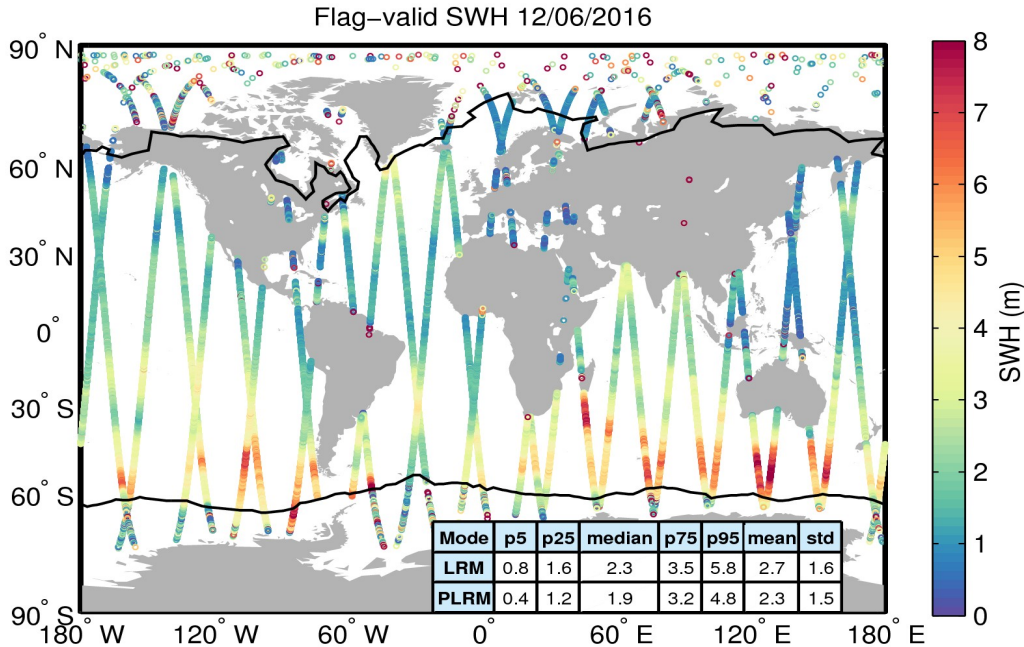 Flag−valid SWH 12/06/2016
90° N
60° N
30° N
0°
30° S
60° S
90° S
180° W
120° W
60° W
0°
60° E
120° E
180° E
Mode p5 p25 median p75 p95 mean std
LRM 0.8 1.6 2.3 3.5 5.8 2.7 1.6
PLRM 0.4 1.2 1.9 3.2 4.8 2.3 1.5
8
7
6
5
4
3
2
1
0
SWH (m)